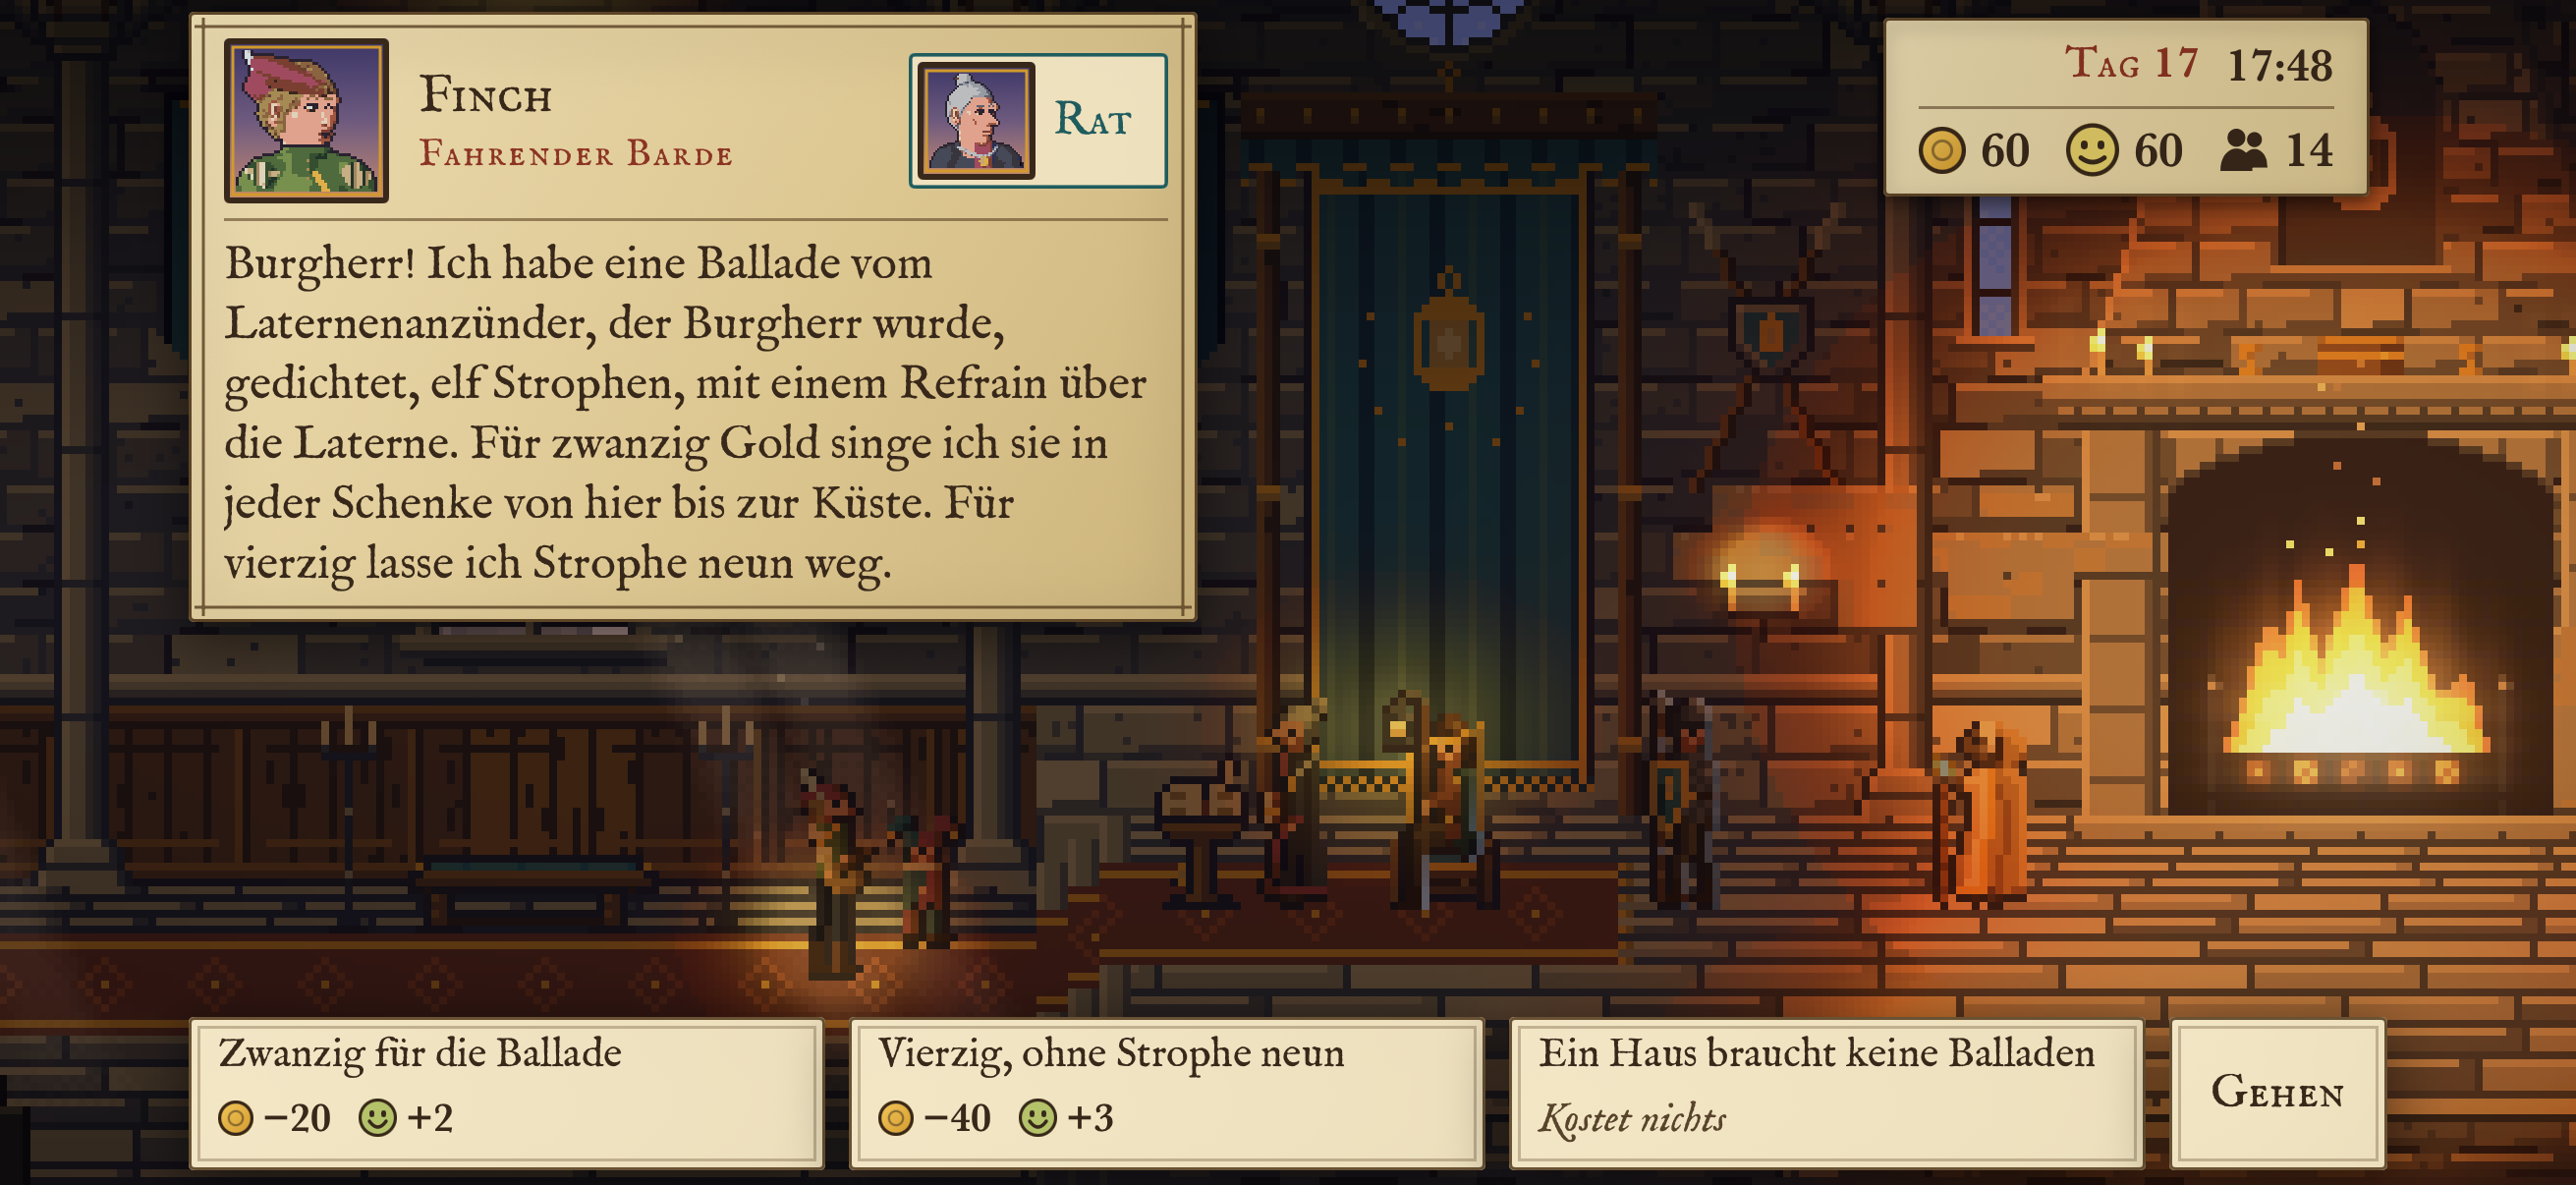 Finch
Fahrender Barde
Rat
Burgherr! Ich habe eine Ballade vom
Laternenanzünder, der Burgherr wurde,
gedichtet, elf Strophen, mit einem Refrain über
die Laterne. Für zwanzig Gold singe ich sie in
jeder Schenke von hier bis zur Küste. Für
vierzig lasse ich Strophe neun weg.
Tag 17 17:48
60 60 14
Zwanzig für die Ballade
−20 +2
Vierzig, ohne Strophe neun
−40 +3
Ein Haus braucht keine Balladen
Kostet nichts
Gehen